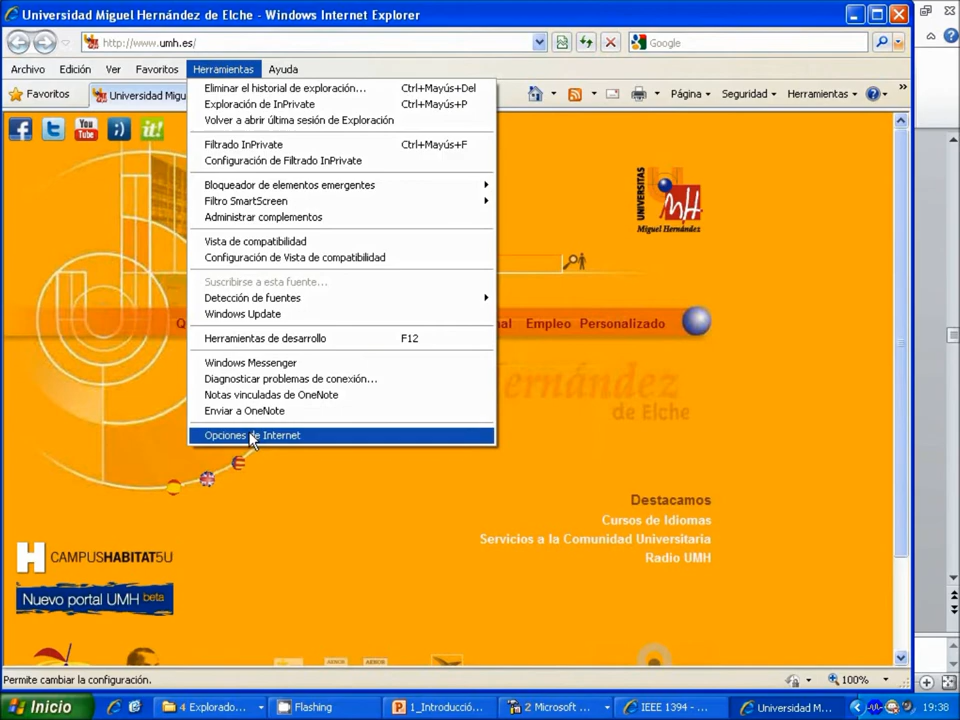 Universidad Miguel Hernández de Elche - Windows Internet Explorer
http://www.umh.es/
Google
Archivo Edición Ver Favoritos Herramientas Ayuda
Favoritos Universidad Migu Página Seguridad Herramientas »
Eliminar el historial de exploración... Ctrl+Mayús+Del
Exploración de InPrivate Ctrl+Mayús+P
Volver a abrir última sesión de Exploración
Filtrado InPrivate Ctrl+Mayús+F
Configuración de Filtrado InPrivate
Bloqueador de elementos emergentes
Filtro SmartScreen
Administrar complementos
Vista de compatibilidad
Configuración de Vista de compatibilidad
Suscribirse a esta fuente...
Detección de fuentes
Windows Update
Herramientas de desarrollo F12
Windows Messenger
Diagnosticar problemas de conexión...
Notas vinculadas de OneNote
Enviar a OneNote
Opciones de Internet
You Tube
it!
UNIVERSITAS
Miguel Hernández
Q nal Empleo Personalizado
Hernández
de Elche
Destacamos
Cursos de Idiomas
Servicios a la Comunidad Universitaria
Radio UMH
CAMPUSHABITAT5U
Nuevo portal UMH beta
AENOR AENOR
Permite cambiar la configuración.
100%
Inicio
4 Explorado...
Flashing
1_Introducció...
2 Microsoft ...
IEEE 1394 - ...
Universidad M...
19:38